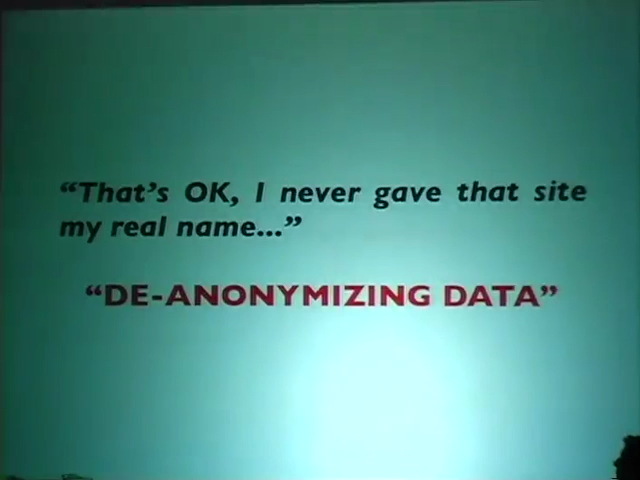 “That’s OK, I never gave that site
my real name...”
“DE-ANONYMIZING DATA”